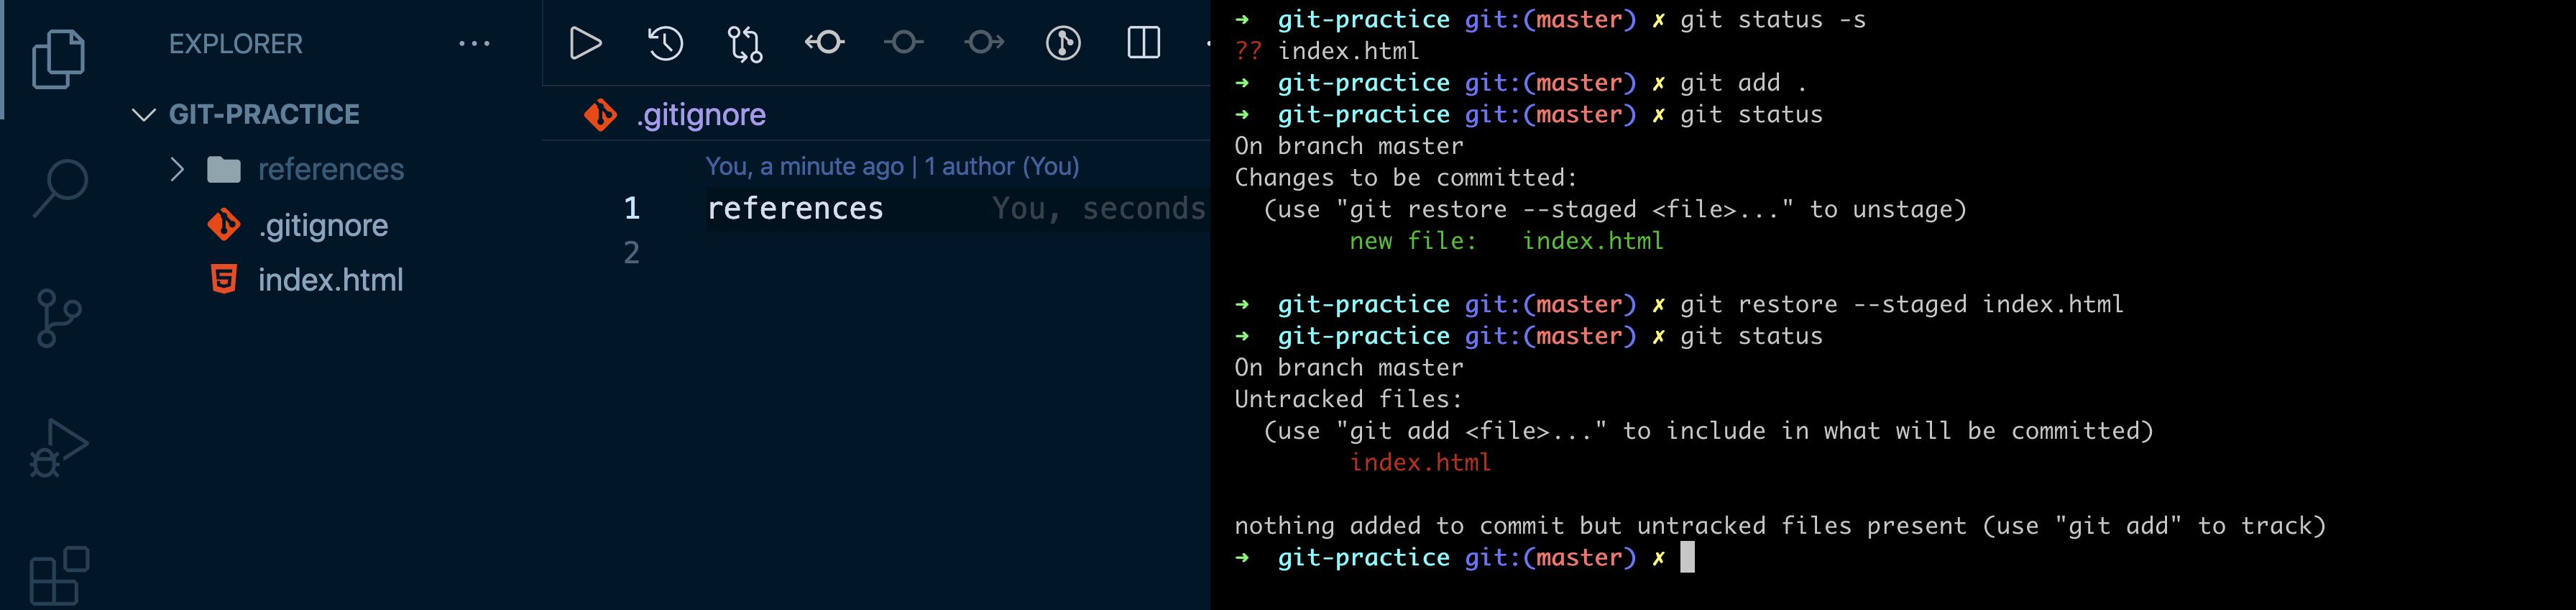 EXPLORER
GIT-PRACTICE
references
.gitignore
index.html
.gitignore
You, a minute ago | 1 author (You)
1 references You, seconds
2
➜ git-practice git:(master) ✗ git status -s
?? index.html
➜ git-practice git:(master) ✗ git add .
➜ git-practice git:(master) ✗ git status
On branch master
Changes to be committed:
(use "git restore --staged <file>..." to unstage)
new file: index.html
➜ git-practice git:(master) ✗ git restore --staged index.html
➜ git-practice git:(master) ✗ git status
On branch master
Untracked files:
(use "git add <file>..." to include in what will be committed)
index.html
nothing added to commit but untracked files present (use "git add" to track)
➜ git-practice git:(master) ✗